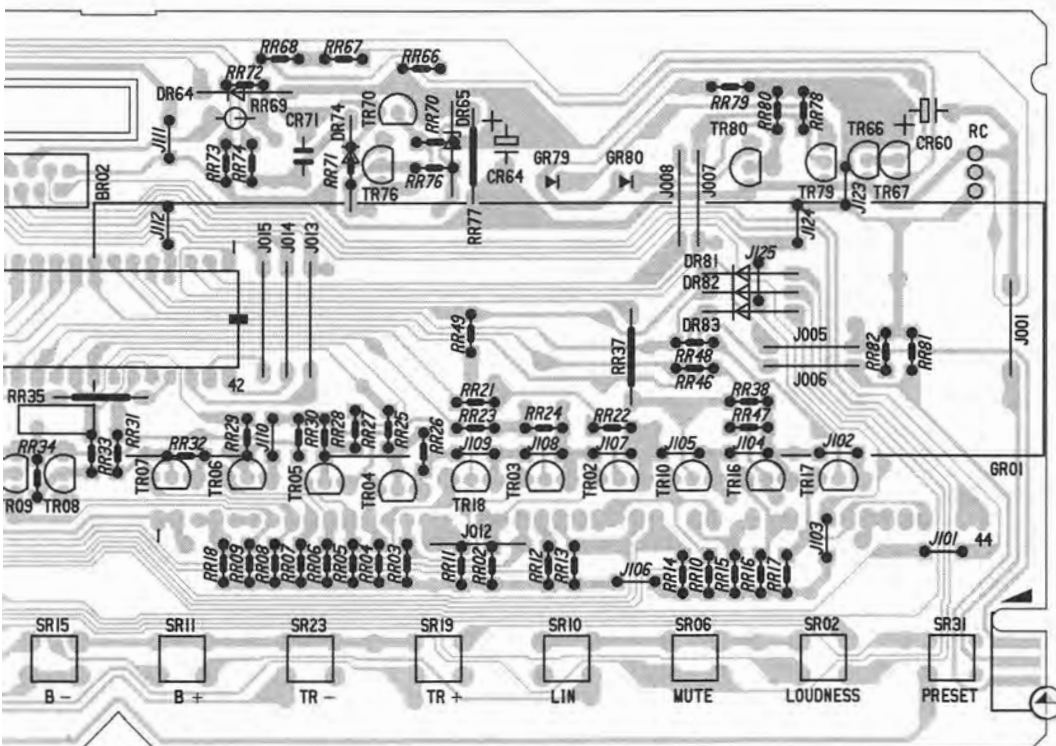 RR68 RR67 RR66
RR72
DR64 RR69 TR70 RR70 DR65 RR79 RR80 RR78 TR66
CR71 DR74 TR80 CR60 RC
J111 RR73 RR74 RR71 TR76 RR76 + CR64 GR79 GR80 J008 J007 TR79 TR67 +
BR02 RR77 J123
J112 J015 J014 J013 J124
DR81 J125
DR82
RR49 DR83
RR37 J005 RR82 RR81 J001
RR48 J006
RR35 42 RR46
RR21 RR38
RR31 RR29 J110 RR30 RR28 RR27 RR25 RR26 RR23 RR24 RR22 RR47
RR34 RR33 RR32 J109 J108 J107 J105 J104 J102
GR01
TR09 TR08 TR07 TR06 TR05 TR04 TR18 TR03 TR02 TR10 TR16 TR17
1 J012 J103 J101 44
RR18 RR09 RR08 RR07 RR06 RR05 RR04 RR03 RR11 RR02 RR12 RR13 J106 RR14 RR10 RR15 RR16 RR17
SR15 SR11 SR23 SR19 SR10 SR06 SR02 SR31
B - B + TR - TR + LIN MUTE LOUDNESS PRESET